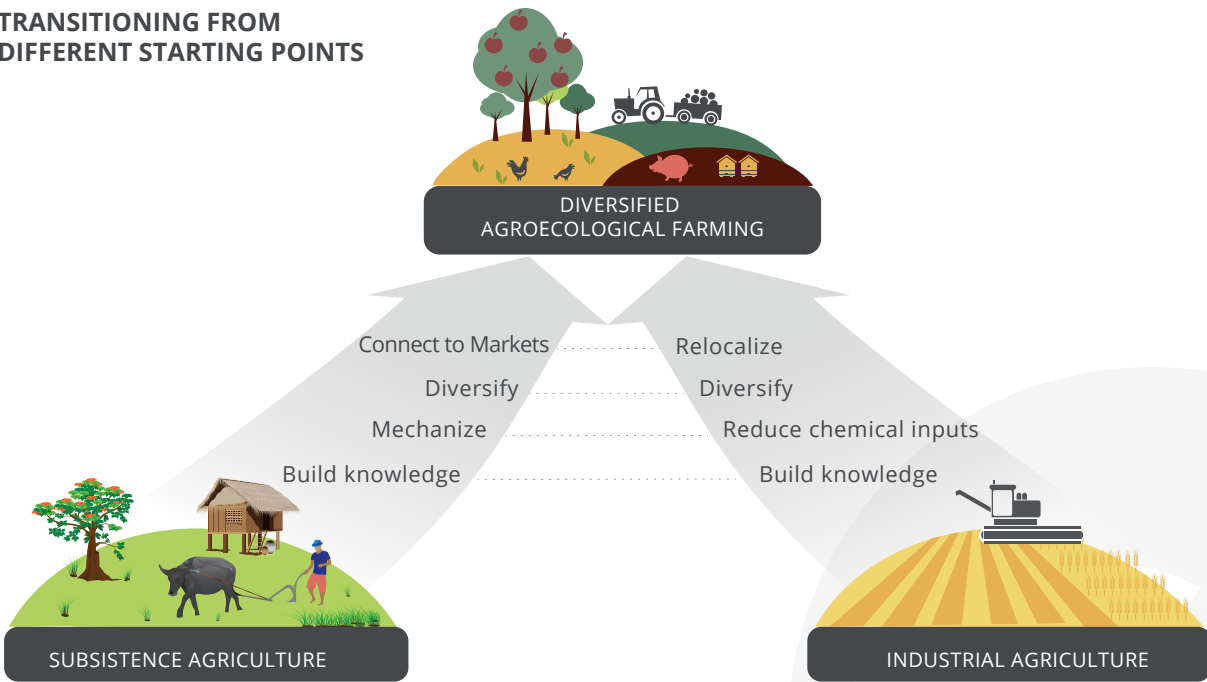 TRANSITIONING FROM
DIFFERENT STARTING POINTS
DIVERSIFIED
AGROECOLOGICAL FARMING
Connect to Markets
Relocalize
Diversify
Diversify
Mechanize
Reduce chemical inputs
Build knowledge
Build knowledge
SUBSISTENCE AGRICULTURE
INDUSTRIAL AGRICULTURE